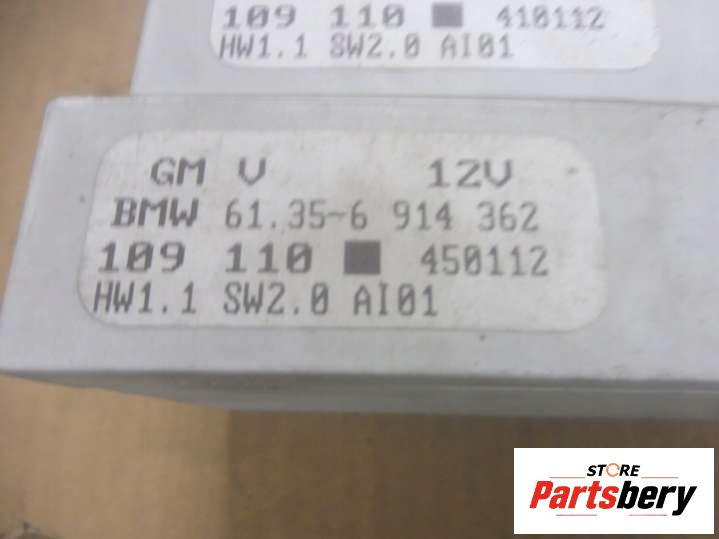 109 110 ■ 410112
HW1.1 SW2.0 AI01
GM V 12V
BMW 61.35-6 914 362
109 110 ■ 450112
HW1.1 SW2.0 AI01
STORE
Partsbery